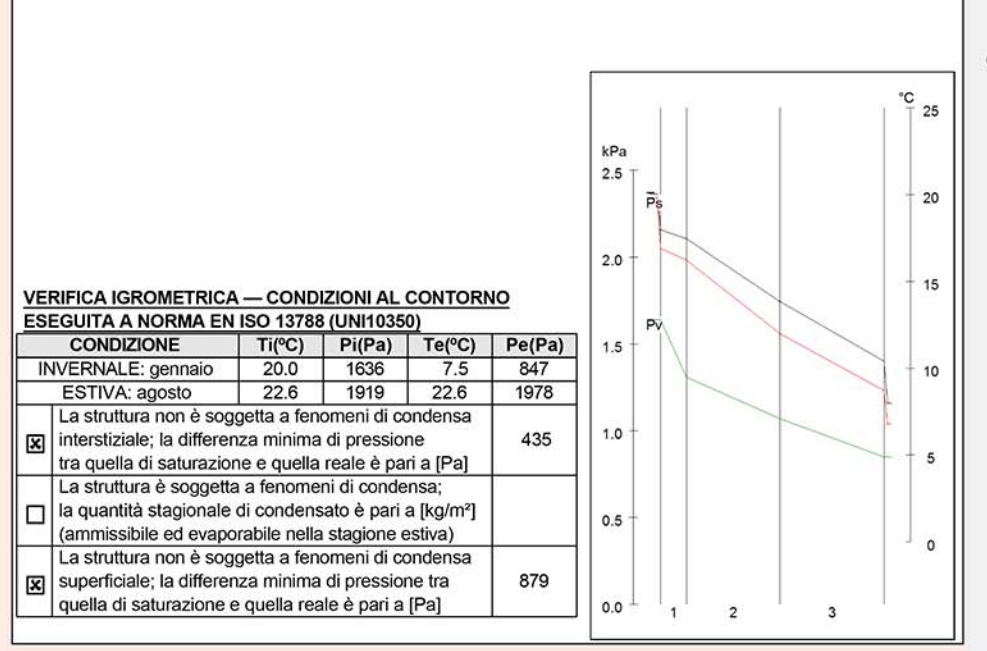 VERIFICA IGROMETRICA — CONDIZIONI AL CONTORNO
ESEGUITA A NORMA EN ISO 13788 (UNI10350)
CONDIZIONE Ti(ºC) Pi(Pa) Te(ºC) Pe(Pa)
INVERNALE: gennaio 20.0 1636 7.5 847
ESTIVA: agosto 22.6 1919 22.6 1978
La struttura non è soggetta a fenomeni di condensa
interstiziale; la differenza minima di pressione
tra quella di saturazione e quella reale è pari a [Pa]
435
La struttura è soggetta a fenomeni di condensa;
la quantità stagionale di condensato è pari a [kg/m²]
(ammissibile ed evaporabile nella stagione estiva)
La struttura non è soggetta a fenomeni di condensa
superficiale; la differenza minima di pressione tra
quella di saturazione e quella reale è pari a [Pa]
879
°C
25
20
15
10
5
0
kPa
2.5
2.0
1.5
1.0
0.5
0.0
Ps
Pv
1 2 3